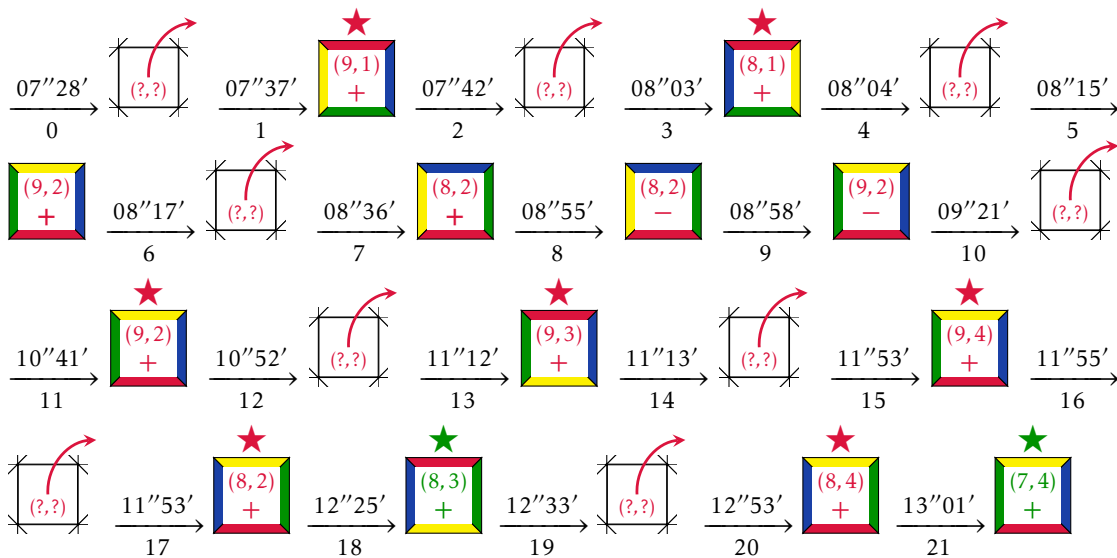 07′′28′ (?,?) 07′′37′ (9,1) 07′′42′ (?,?) 08′′03′ (8,1) 08′′04′ (?,?) 08′′15′
0 1 + 2 3 + 4 5
(9,2) 08′′17′ (?,?) 08′′36′ (8,2) 08′′55′ (8,2) 08′′58′ (9,2) 09′′21′ (?,?)
+ 6 7 + 8 − 9 − 10
10′′41′ (9,2) 10′′52′ (?,?) 11′′12′ (9,3) 11′′13′ (?,?) 11′′53′ (9,4) 11′′55′
11 + 12 13 + 14 15 + 16
(?,?) 11′′53′ (8,2) 12′′25′ (8,3) 12′′33′ (?,?) 12′′53′ (8,4) 13′′01′ (7,4)
17 + 18 + 19 20 + 21 +